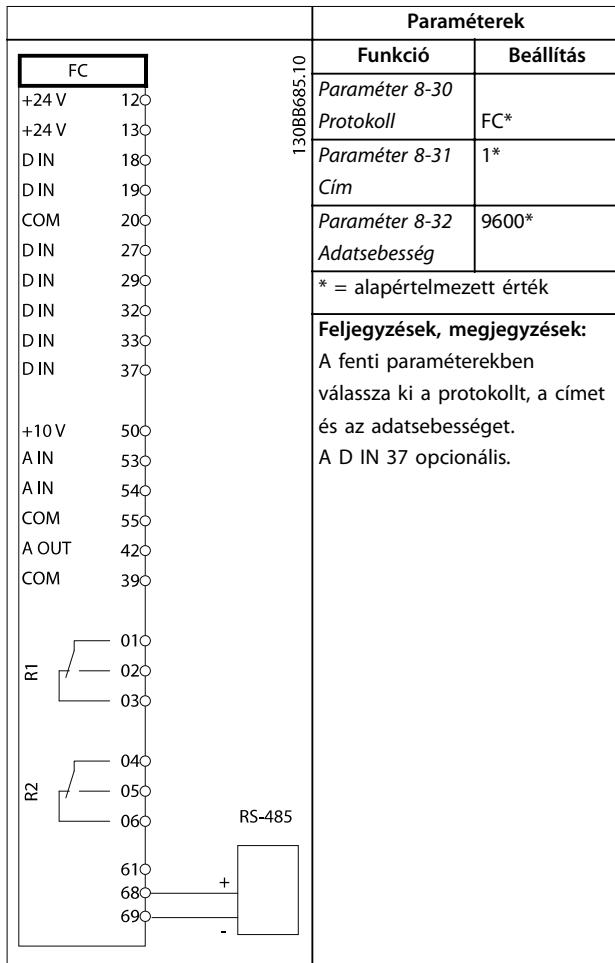 FC
+24 V 12
+24 V 13
D IN 18
D IN 19
COM 20
D IN 27
D IN 29
D IN 32
D IN 33
D IN 37
+10 V 50
A IN 53
A IN 54
COM 55
A OUT 42
COM 39
R1
01
02
03
R2
04
05
06
RS-485
61
68 +
69 -
130BB685.10
Paraméterek
Funkció Beállítás
Paraméter 8-30
Protokoll FC*
Paraméter 8-31 1*
Cím
Paraméter 8-32 9600*
Adatsebesség
* = alapértelmezett érték
Feljegyzések, megjegyzések:
A fenti paraméterekben
válassza ki a protokollt, a címet
és az adatsebességet.
A D IN 37 opcionális.